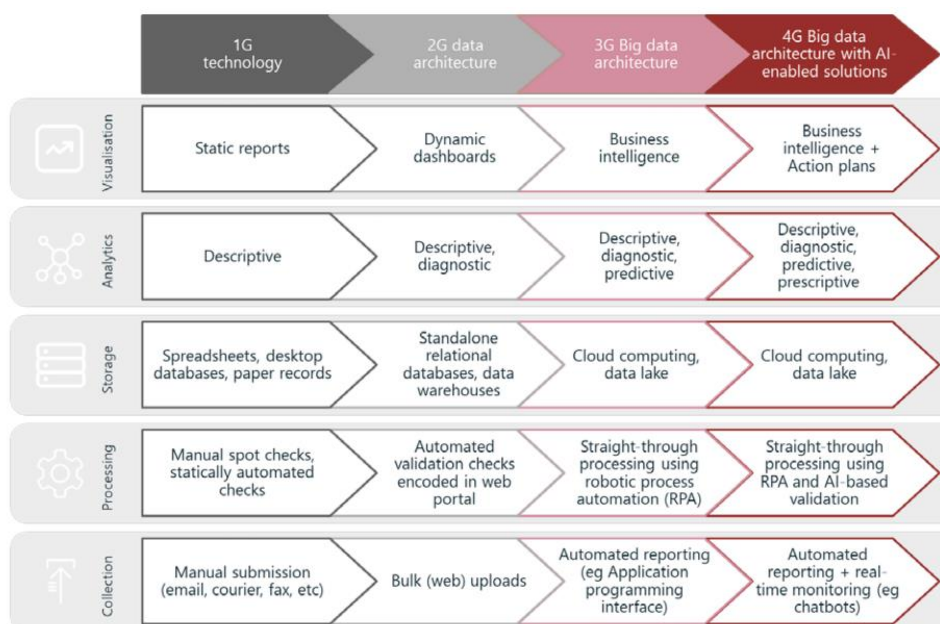 1G
technology
2G data
architecture
3G Big data
architecture
4G Big data
architecture with AI-
enabled solutions
Visualisation
Static reports
Dynamic
dashboards
Business
intelligence
Business
intelligence +
Action plans
Analytics
Descriptive
Descriptive,
diagnostic
Descriptive,
diagnostic,
predictive
Descriptive,
diagnostic,
predictive,
prescriptive
Storage
Spreadsheets, desktop
databases, paper records
Standalone
relational
databases, data
warehouses
Cloud computing,
data lake
Cloud computing,
data lake
Processing
Manual spot checks,
statically automated
checks
Automated
validation checks
encoded in web
portal
Straight-through
processing using
robotic process
automation (RPA)
Straight-through
processing using
RPA and AI-based
validation
Collection
Manual submission
(email, courier, fax, etc)
Bulk (web) uploads
Automated reporting
(eg Application
programming
interface)
Automated
reporting + real-
time monitoring (eg
chatbots)